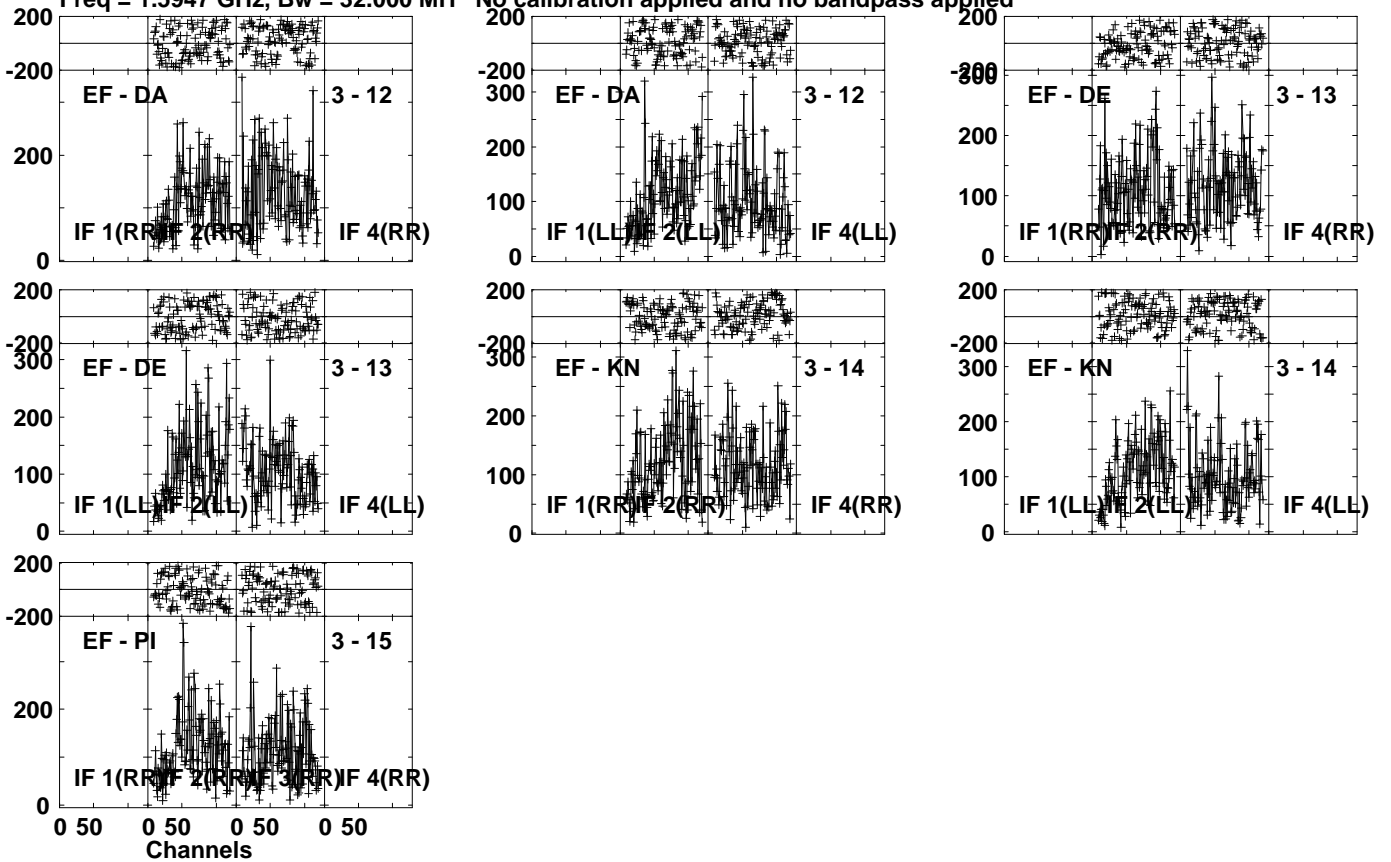 Freq = 1.5947 GHz, Bw = 32.000 MH No calibration applied and no bandpass applied
200
-200
EF - DA
3 - 12
200
0
IF 1(RR)
IF 2(RR)
IF 4(RR)
200
-200
300
EF - DA
3 - 12
200
100
0
IF 1(LL)
IF 2(LL)
IF 4(LL)
200
-200
300
EF - DE
3 - 13
200
100
0
IF 1(RR)
IF 2(RR)
IF 4(RR)
200
-200
300
EF - DE
3 - 13
200
100
0
IF 1(LL)
IF 2(LL)
IF 4(LL)
200
-200
300
EF - KN
3 - 14
200
100
0
IF 1(RR)
IF 2(RR)
IF 4(RR)
200
-200
300
EF - KN
3 - 14
200
100
0
IF 1(LL)
IF 2(LL)
IF 4(LL)
200
-200
EF - PI
3 - 15
200
0
IF 1(RR)
IF 2(RR)
IF 3(RR)
IF 4(RR)
0 50 0 50 0 50 0 50
Channels